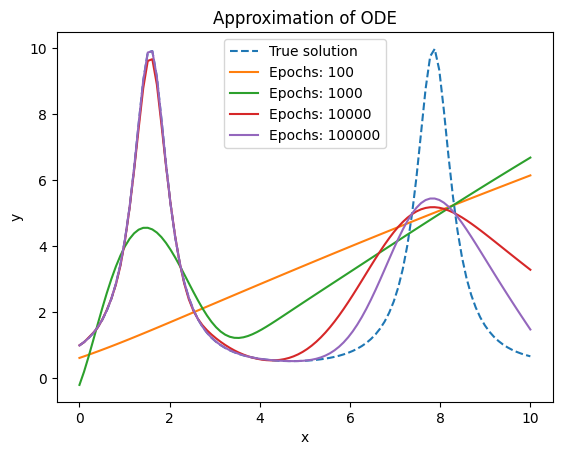 Approximation of ODE
True solution
Epochs: 100
Epochs: 1000
Epochs: 10000
Epochs: 100000
10
8
6
4
2
0
y
0 2 4 6 8 10
x